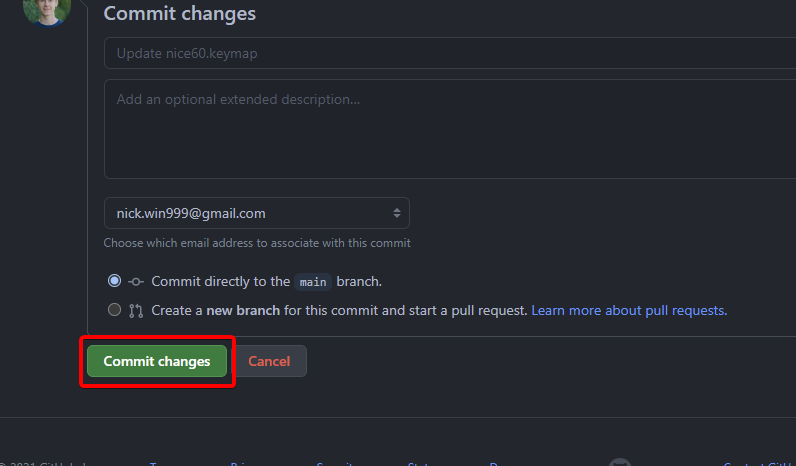 Commit changes
Update nice60.keymap
Add an optional extended description...
nick.win999@gmail.com
Choose which email address to associate with this commit
Commit directly to the main branch.
Create a new branch for this commit and start a pull request. Learn more about pull requests.
Commit changes Cancel